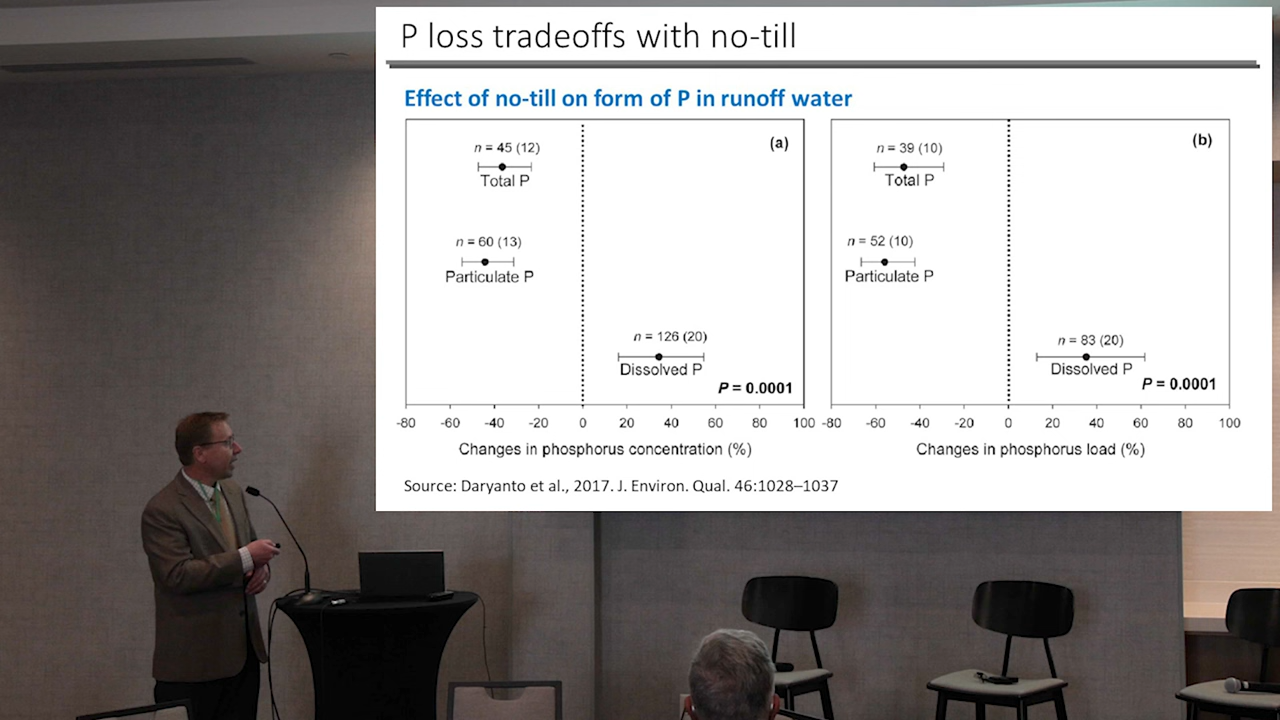 P loss tradeoffs with no-till
Effect of no-till on form of P in runoff water
(a)
n = 45 (12)
Total P
n = 60 (13)
Particulate P
n = 126 (20)
Dissolved P
P = 0.0001
-80 -60 -40 -20 0 20 40 60 80 100
Changes in phosphorus concentration (%)
(b)
n = 39 (10)
Total P
n = 52 (10)
Particulate P
n = 83 (20)
Dissolved P
P = 0.0001
-80 -60 -40 -20 0 20 40 60 80 100
Changes in phosphorus load (%)
Source: Daryanto et al., 2017. J. Environ. Qual. 46:1028–1037